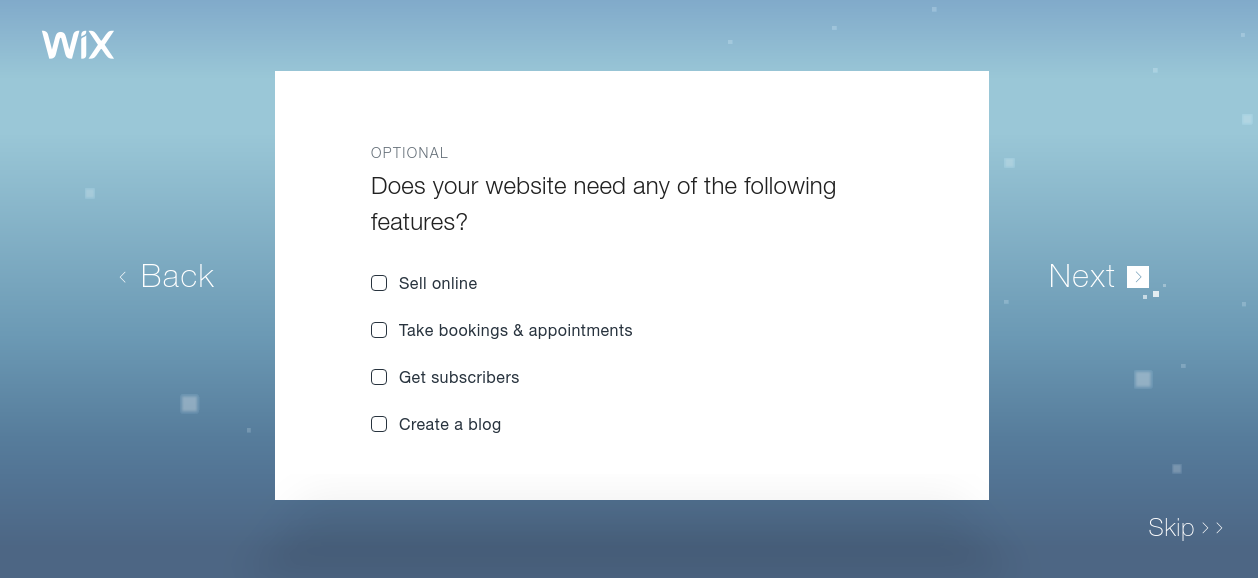 WiX
OPTIONAL
Does your website need any of the following
features?
Sell online
Take bookings & appointments
Get subscribers
Create a blog
Back
Next
Skip